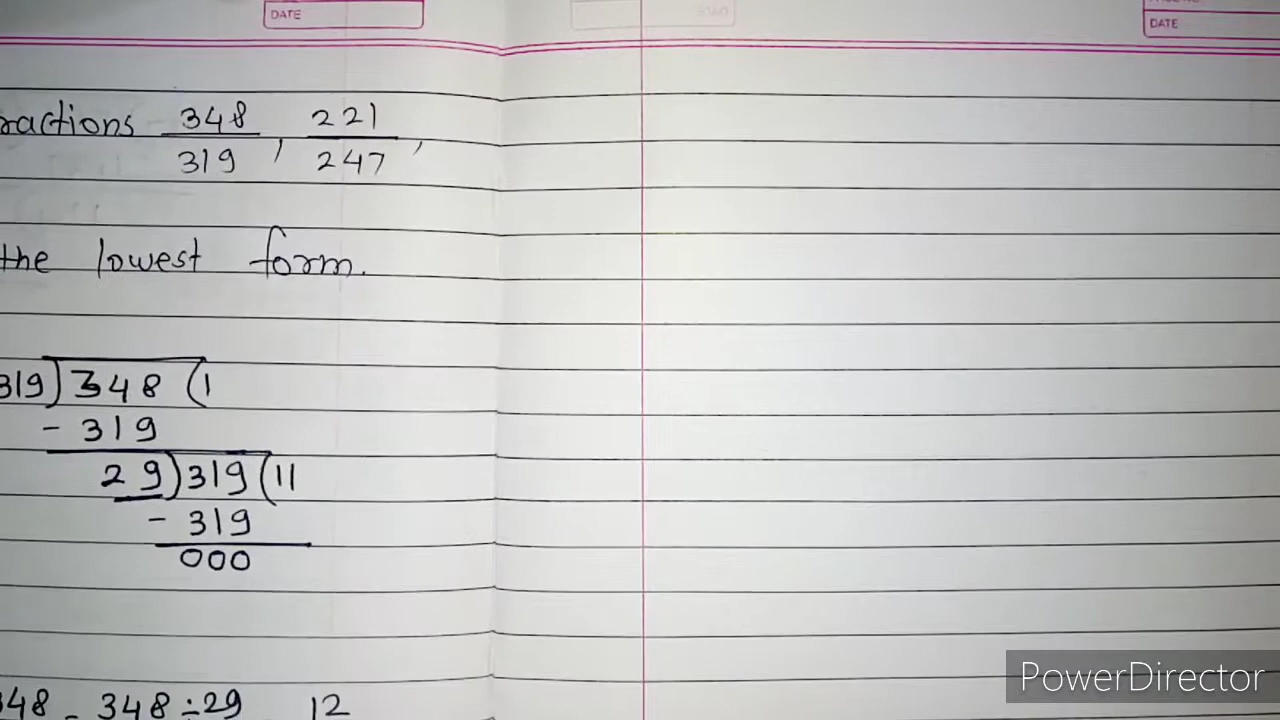 DATE
DATE
ractions 348/319, 221/247,
the lowest form.
319)348(1
- 319
29)319(11
- 319
000
348 - 348÷29 12
PowerDirector